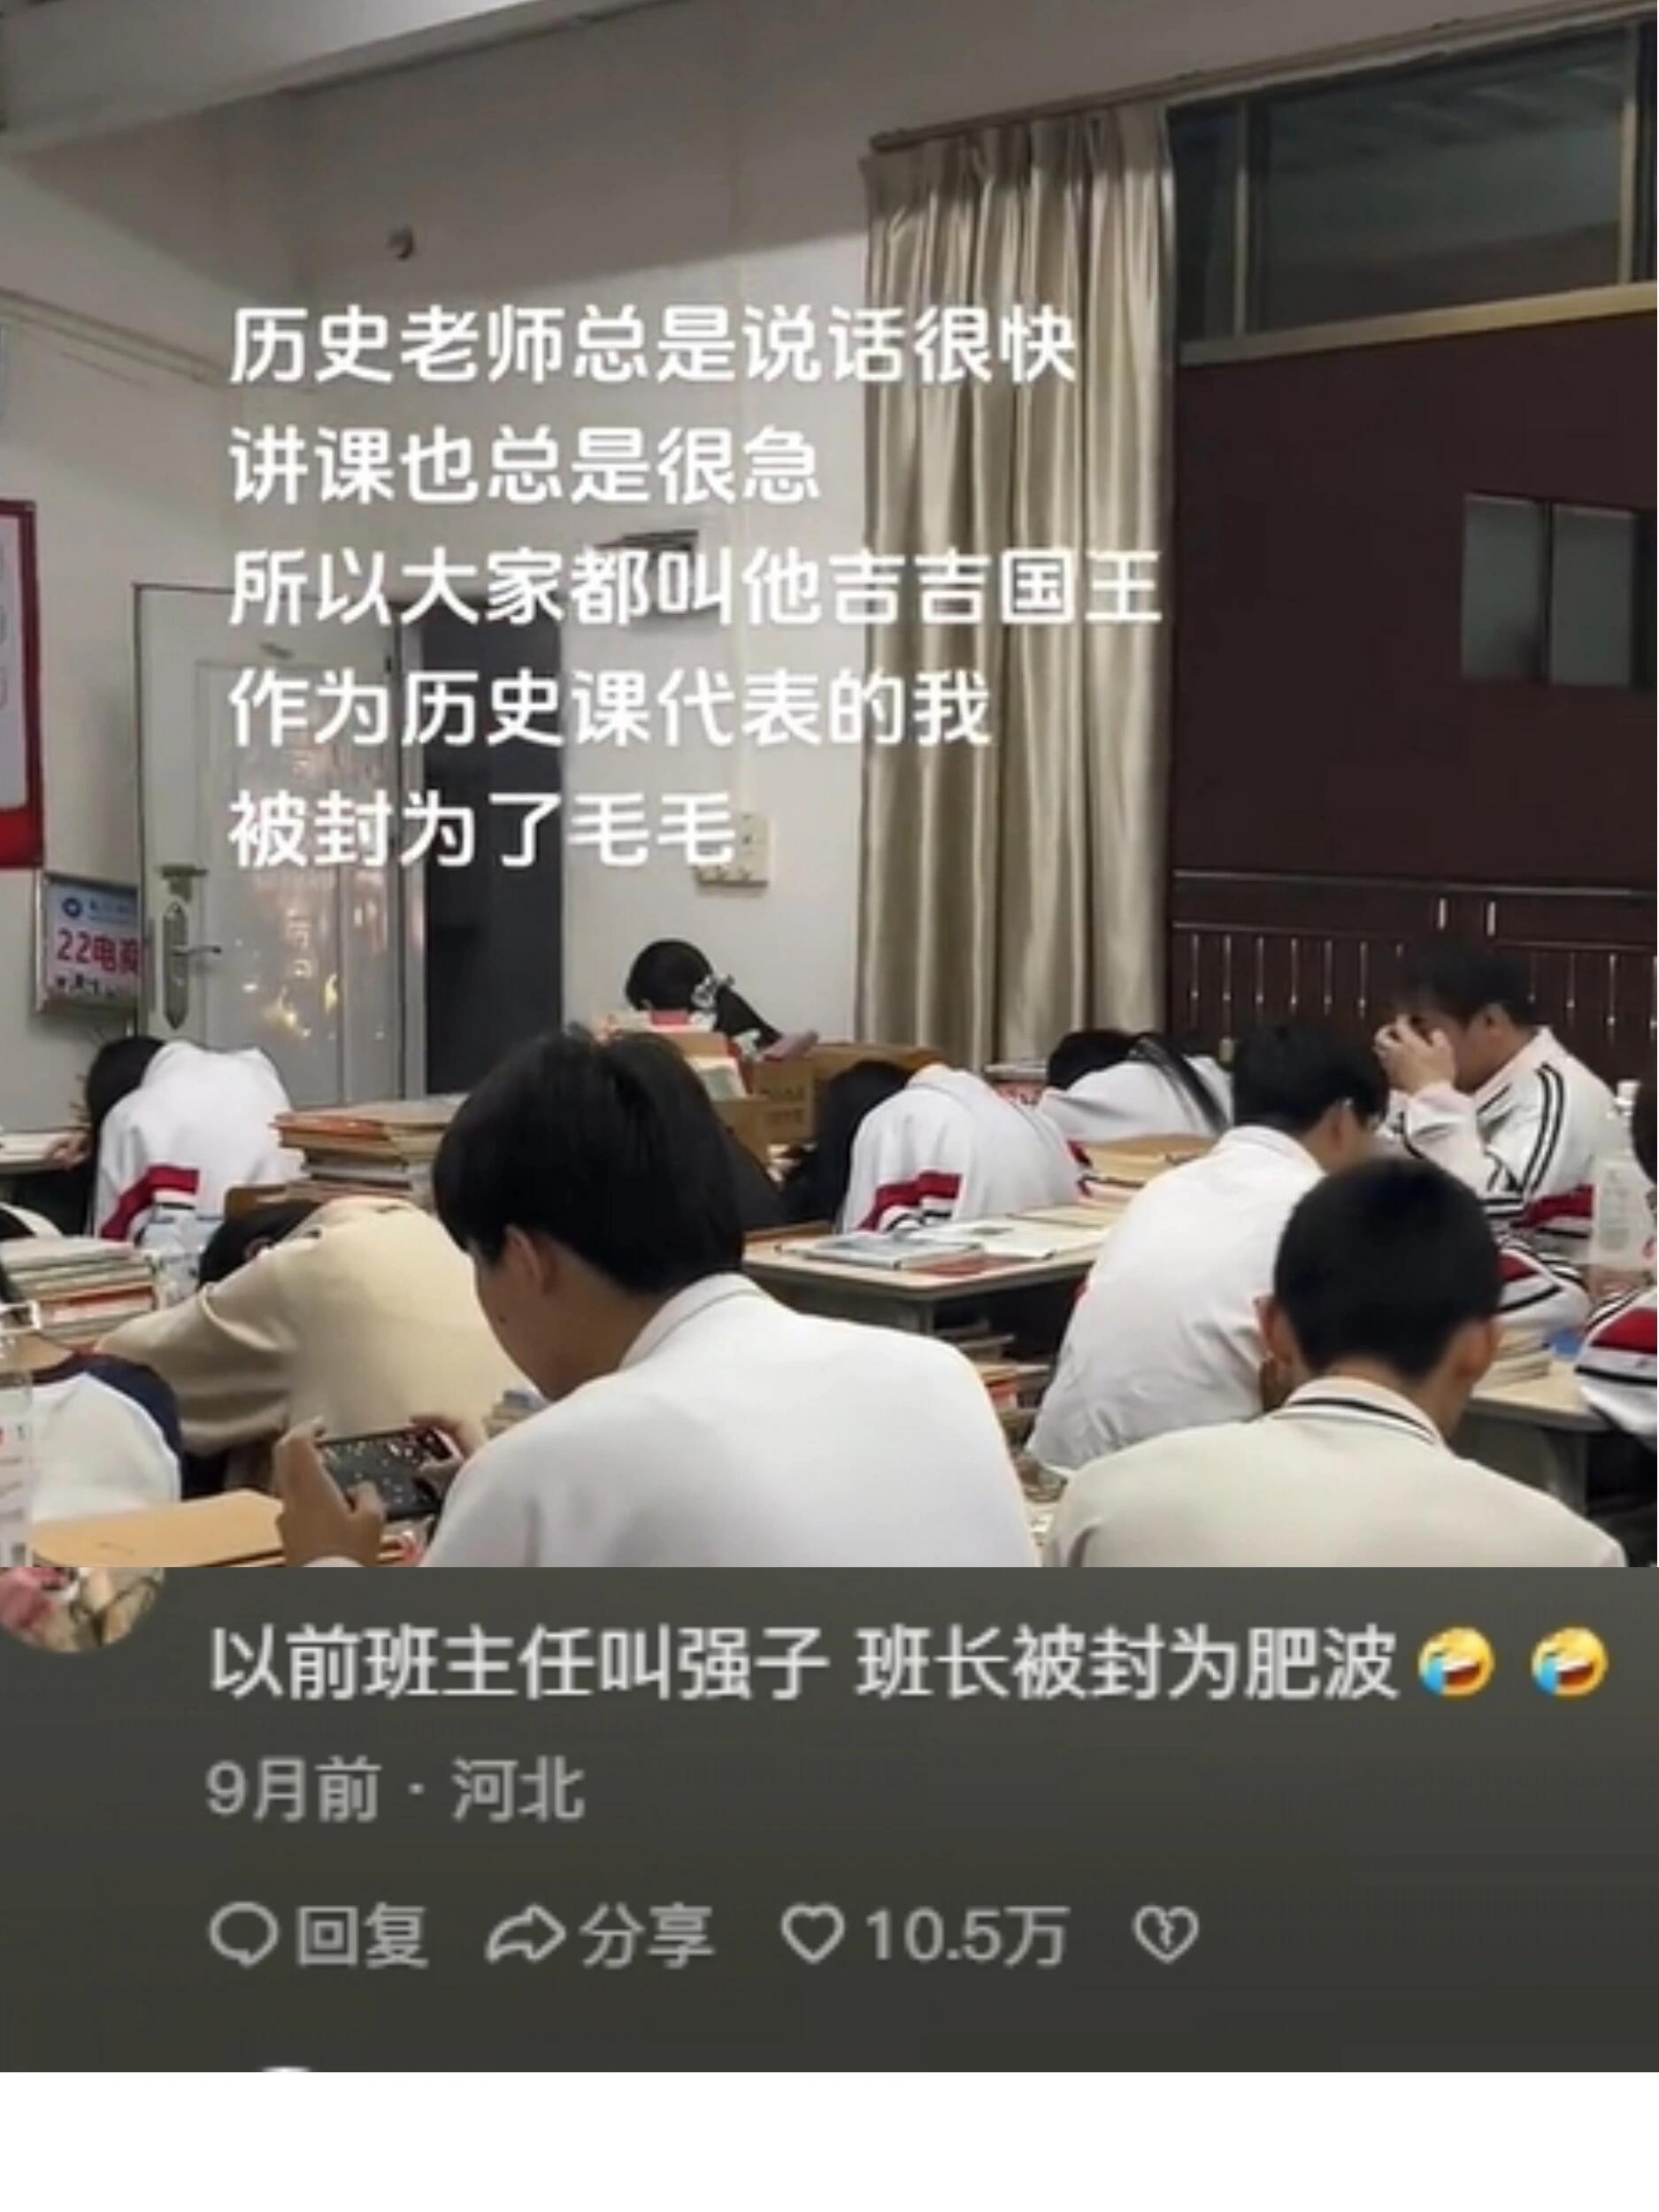 历史老师总是说话很快
讲课也总是很急
所以大家都叫他吉吉国王
作为历史课代表的我
被封为了毛毛
22电商
以前班主任叫强子 班长被封为肥波🤣 🤣
9月前 · 河北
回复 分享 10.5万